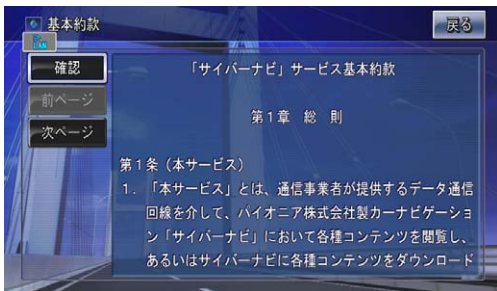 基本約款
戻る
LAN
確認
前ページ
次ページ
「サイバーナビ」サービス基本約款
第1章 総 則
第1条（本サービス）
1．「本サービス」とは、通信事業者が提供するデータ通信
回線を介して、パイオニア株式会社製カーナビゲーショ
ン「サイバーナビ」において各種コンテンツを閲覧し、
あるいはサイバーナビに各種コンテンツをダウンロード